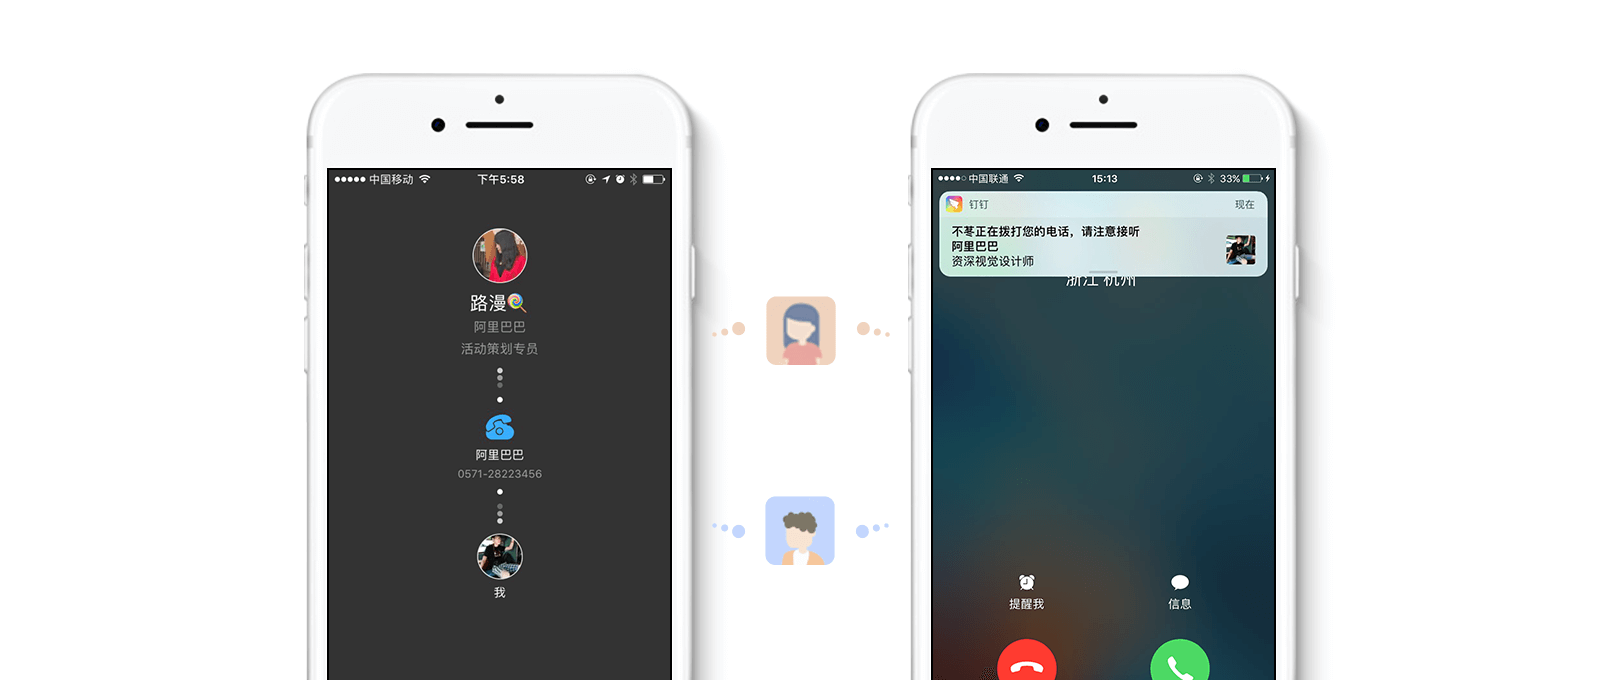 中国移动
下午5:58
路漫
阿里巴巴
活动策划专员
阿里巴巴
0571-28223456
我
中国联通
15:13
33%
钉钉
现在
不苳正在拨打您的电话，请注意接听
阿里巴巴
资深视觉设计师
浙江 杭州
提醒我
信息